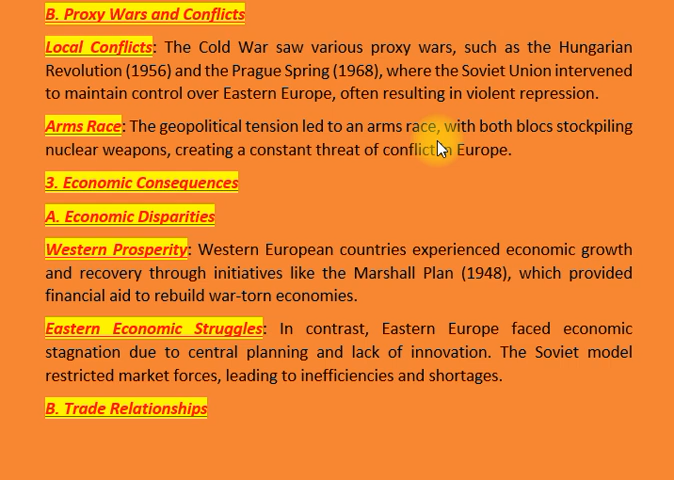 B. Proxy Wars and Conflicts
Local Conflicts: The Cold War saw various proxy wars, such as the Hungarian
Revolution (1956) and the Prague Spring (1968), where the Soviet Union intervened
to maintain control over Eastern Europe, often resulting in violent repression.
Arms Race: The geopolitical tension led to an arms race, with both blocs stockpiling
nuclear weapons, creating a constant threat of conflict in Europe.
3. Economic Consequences
A. Economic Disparities
Western Prosperity: Western European countries experienced economic growth
and recovery through initiatives like the Marshall Plan (1948), which provided
financial aid to rebuild war-torn economies.
Eastern Economic Struggles: In contrast, Eastern Europe faced economic
stagnation due to central planning and lack of innovation. The Soviet model
restricted market forces, leading to inefficiencies and shortages.
B. Trade Relationships